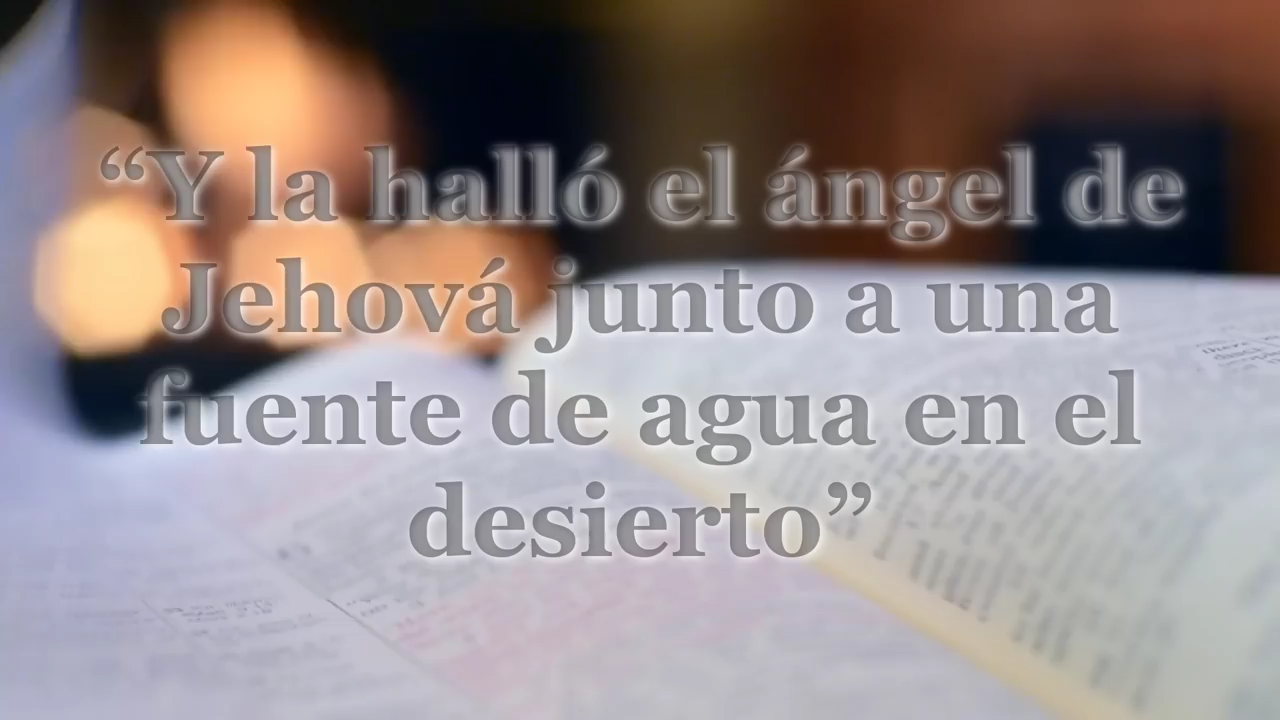 “Y la halló el ángel de
Jehová junto a una
fuente de agua en el
desierto”